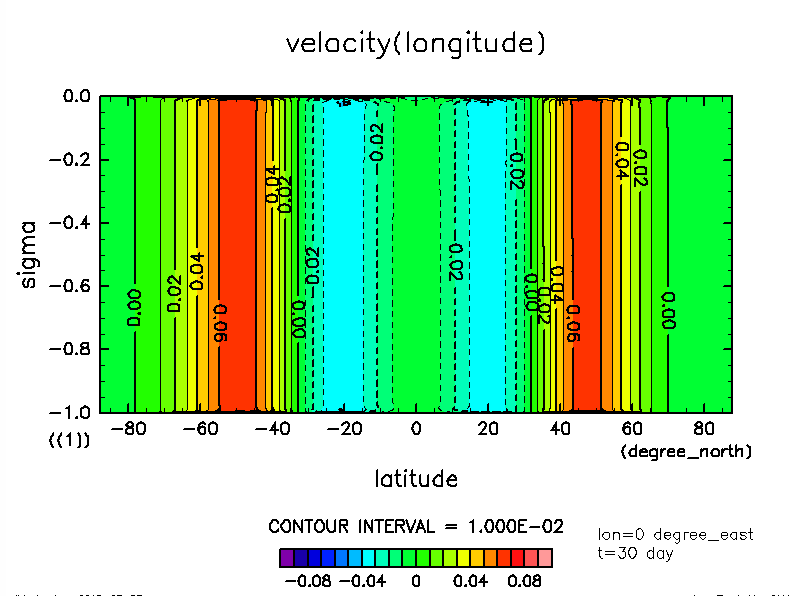 velocity(longitude)
0.0
−0.2
−0.4
−0.6
−0.8
−1.0
sigma
((1))
0.00
0.02
0.04
0.06
0.04
0.02
0.00
0.02
−0.02
0.02
−0.02
0.00
0.02
0.04
0.06
0.04
0.02
0.00
−80 −60 −40 −20 0 20 40 60 80
(degree_north)
latitude
CONTOUR INTERVAL = 1.000E−02
−0.08 −0.04 0 0.04 0.08
lon=0 degree_east
t=30 day